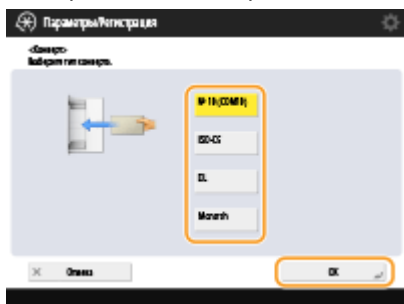 Параметры/Регистрация
<Конверт>
Выберите тип конверта.
№ 10 (COM10)
ISO-C5
DL
Monarch
Отмена
OK